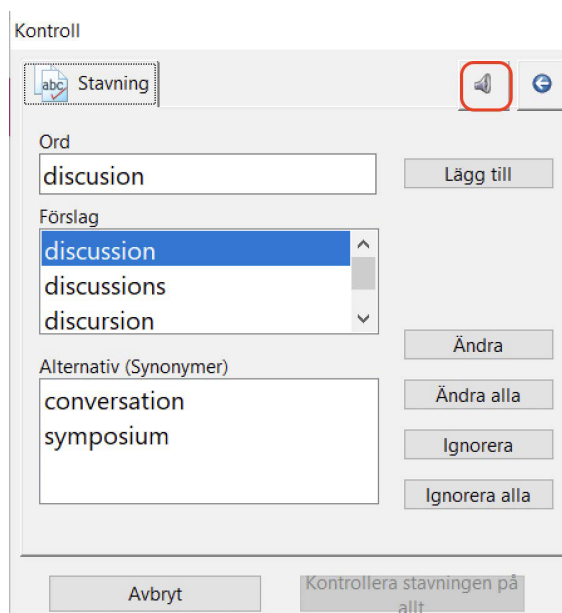 Kontroll
abc Stavning
Ord
discusion
Lägg till
Förslag
discussion
discussions
discursion
Ändra
Alternativ (Synonymer)
Ändra alla
conversation
symposium
Ignorera
Ignorera alla
Avbryt
Kontrollera stavningen på
allt